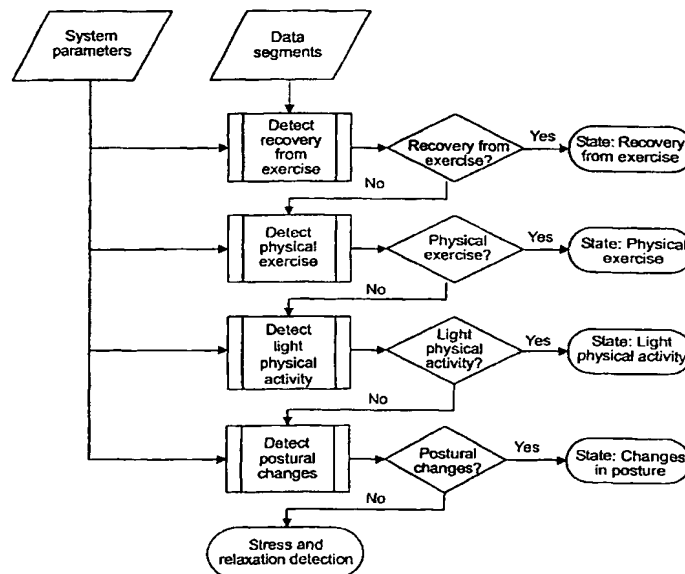 System
parameters
Data
segments
Detect
recovery
from
exercise
Recovery from
exercise?
Yes
State: Recovery
from exercise
No
Detect
physical
exercise
Physical
exercise?
Yes
State: Physical
exercise
No
Detect
light
physical
activity
Light
physical
activity?
Yes
State: Light
physical activity
No
Detect
postural
changes
Postural
changes?
Yes
State: Changes
in posture
No
Stress and
relaxation detection